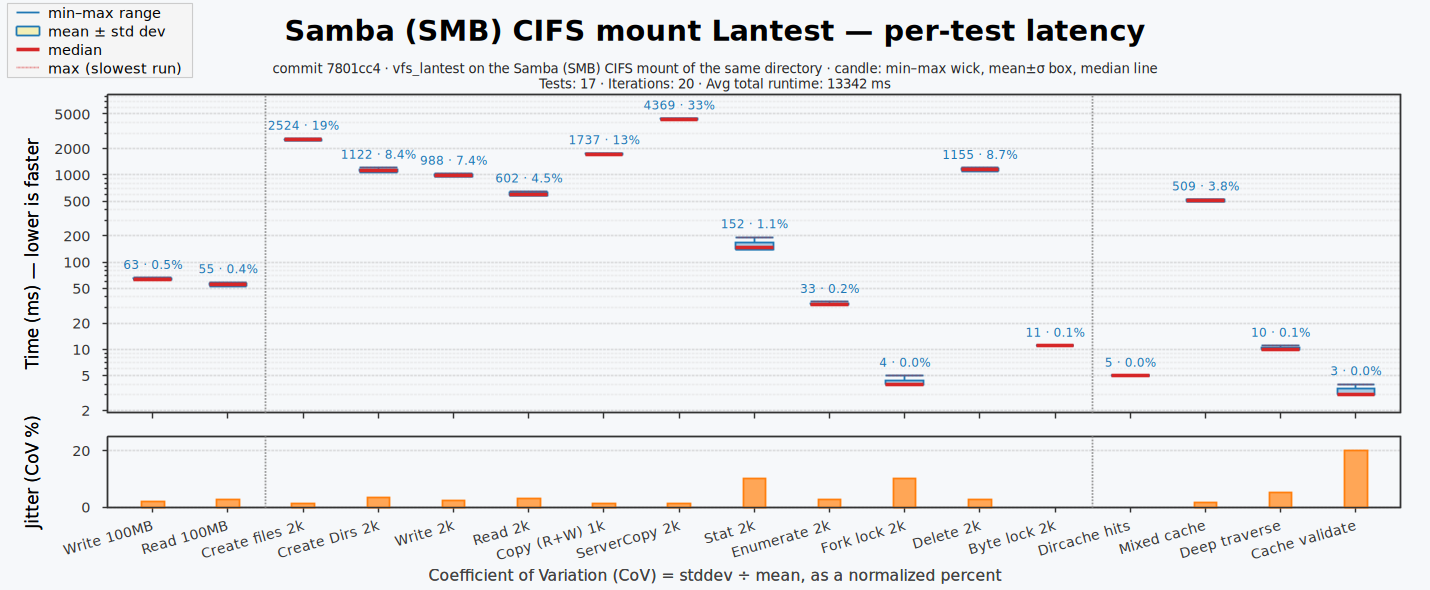 min–max range
mean ± std dev
median
max (slowest run)
Samba (SMB) CIFS mount Lantest — per-test latency
commit 7801cc4 · vfs_lantest on the Samba (SMB) CIFS mount of the same directory · candle: min–max wick, mean±σ box, median line
Tests: 17 · Iterations: 20 · Avg total runtime: 13342 ms
Time (ms) — lower is faster
5000
2000
1000
500
200
100
50
20
10
5
2
63 · 0.5%
55 · 0.4%
2524 · 19%
1122 · 8.4%
988 · 7.4%
602 · 4.5%
1737 · 13%
4369 · 33%
152 · 1.1%
33 · 0.2%
4 · 0.0%
1155 · 8.7%
11 · 0.1%
5 · 0.0%
509 · 3.8%
10 · 0.1%
3 · 0.0%
Jitter (CoV %)
20
0
Write 100MB
Read 100MB
Create files 2k
Create Dirs 2k
Write 2k
Read 2k
Copy (R+W) 1k
ServerCopy 2k
Stat 2k
Enumerate 2k
Fork lock 2k
Delete 2k
Byte lock 2k
Dircache hits
Mixed cache
Deep traverse
Cache validate
Coefficient of Variation (CoV) = stddev ÷ mean, as a normalized percent